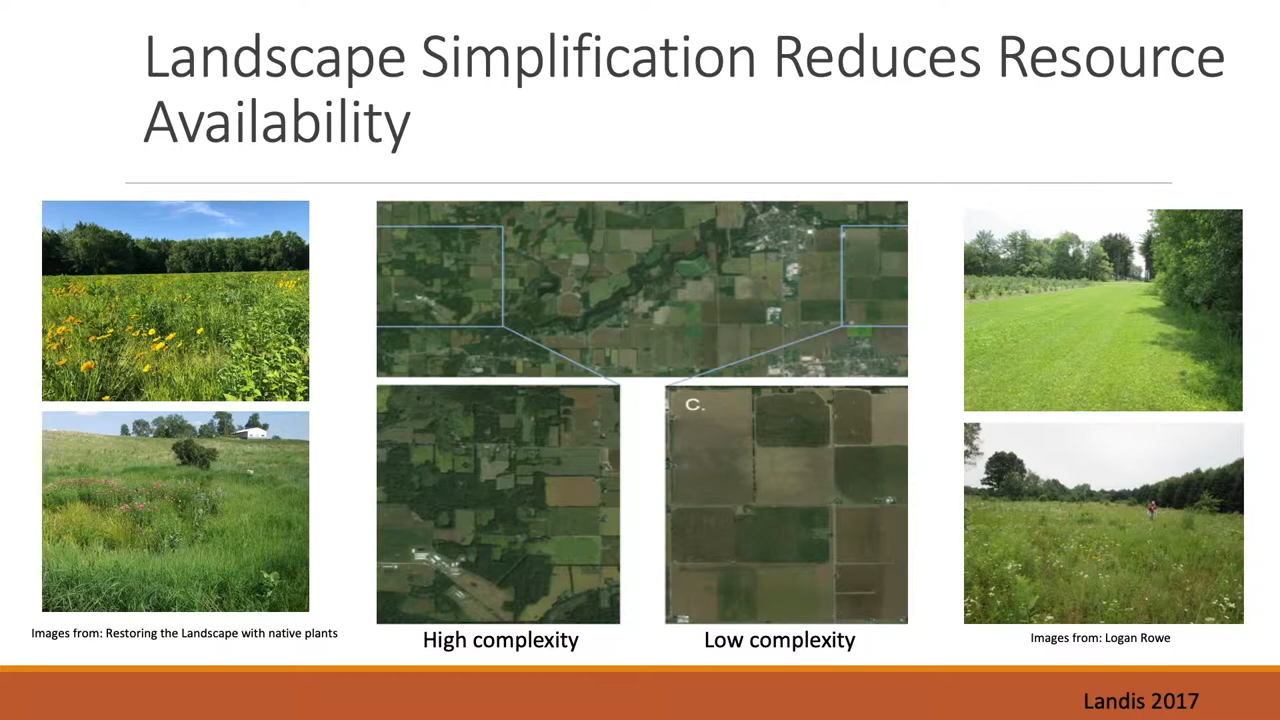 Landscape Simplification Reduces Resource
Availability
C.
Images from: Restoring the Landscape with native plants
High complexity
Low complexity
Images from: Logan Rowe
Landis 2017